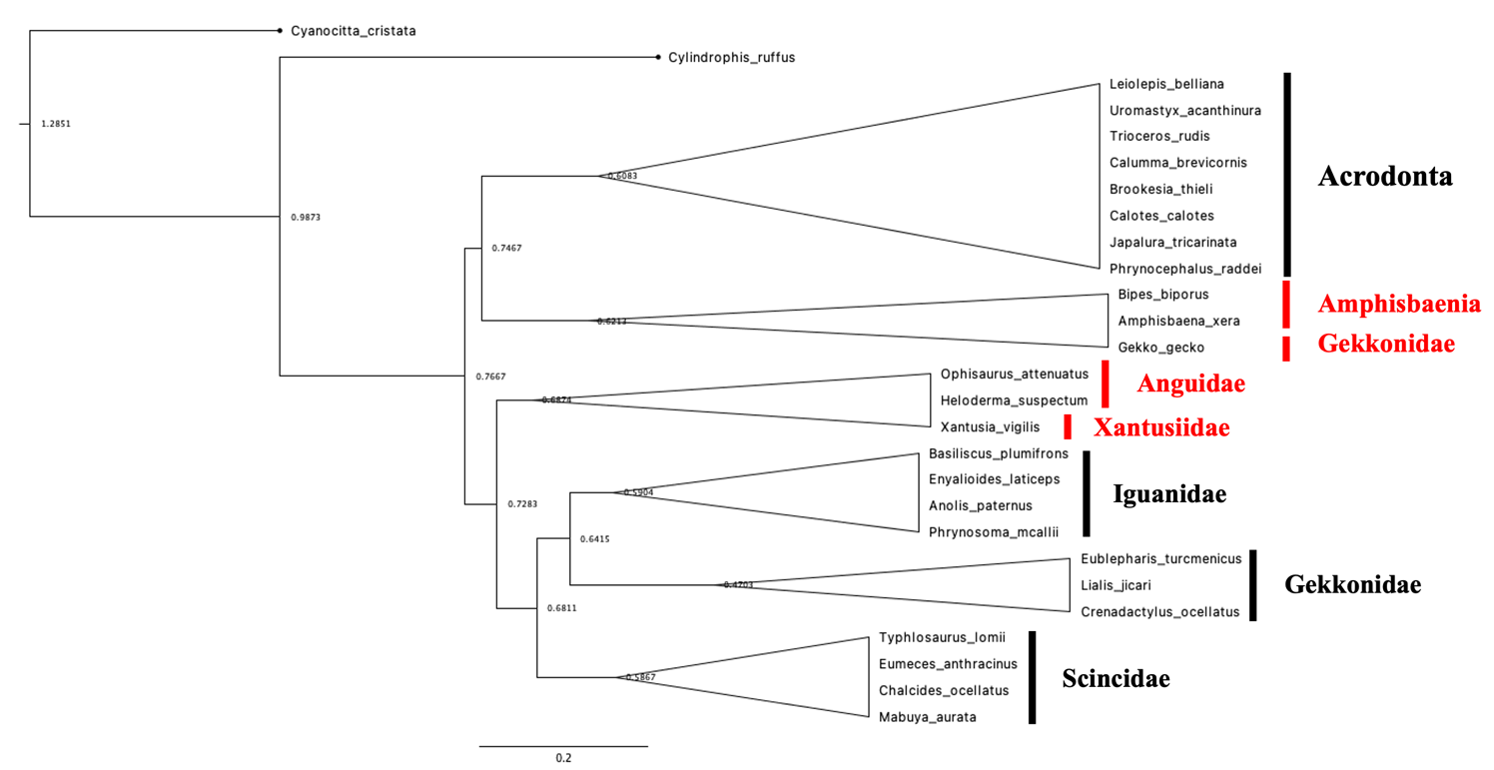 Cyanocitta_cristata
Cylindrophis_ruffus
Leiolepis_belliana
Uromastyx_acanthinura
1.2851
Trioceros_rudis
Calumma_brevicornis
0.6083
Acrodonta
Brookesia_thieli
Calotes_calotes
0.9873
Japalura_tricarinata
0.7467
Phrynocephalus_raddei
Bipes_biporus
Amphisbaenia
Amphisbaena_xera
0.6213
Gekko_gecko
Gekkonidae
Ophisaurus_attenuatus
0.7667
Anguidae
Heloderma_suspectum
0.6874
Xantusia_vigilis
Xantusiidae
Basiliscus_plumifrons
Enyalioides_laticeps
0.5904
Iguanidae
Anolis_paternus
0.7283
Phrynosoma_mcallii
0.6415
Eublepharis_turcmenicus
Lialis_jicari
0.4703
Gekkonidae
Crenadactylus_ocellatus
0.6811
Typhlosaurus_lomii
Eumeces_anthracinus
0.5867
Scincidae
Chalcides_ocellatus
Mabuya_aurata
0.2